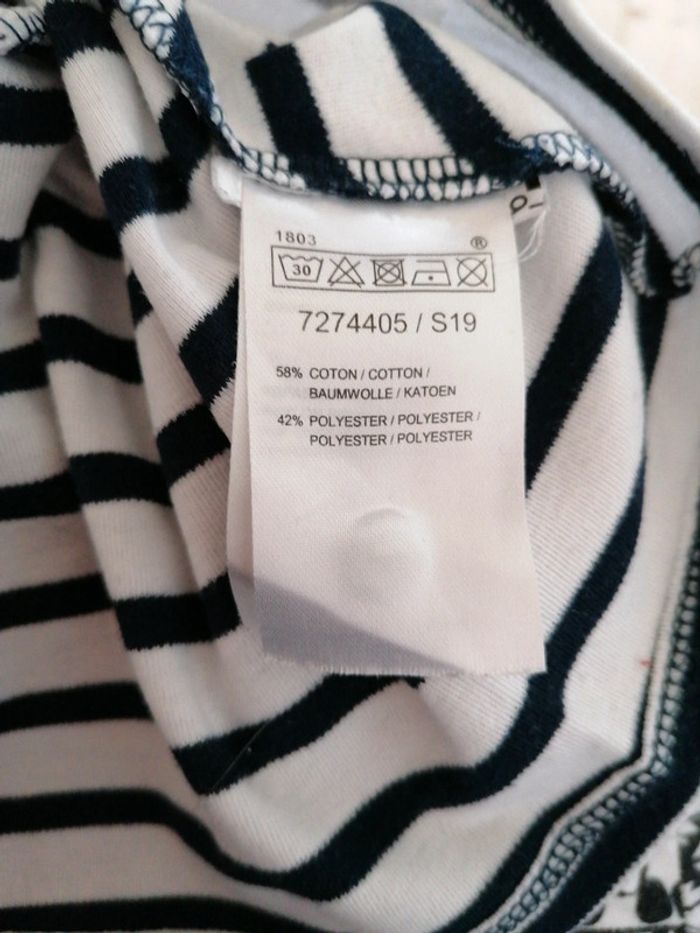 1803
®
30
7274405 / S19
58% COTON / COTTON /
BAUMWOLLE / KATOEN
42% POLYESTER / POLYESTER /
POLYESTER / POLYESTER